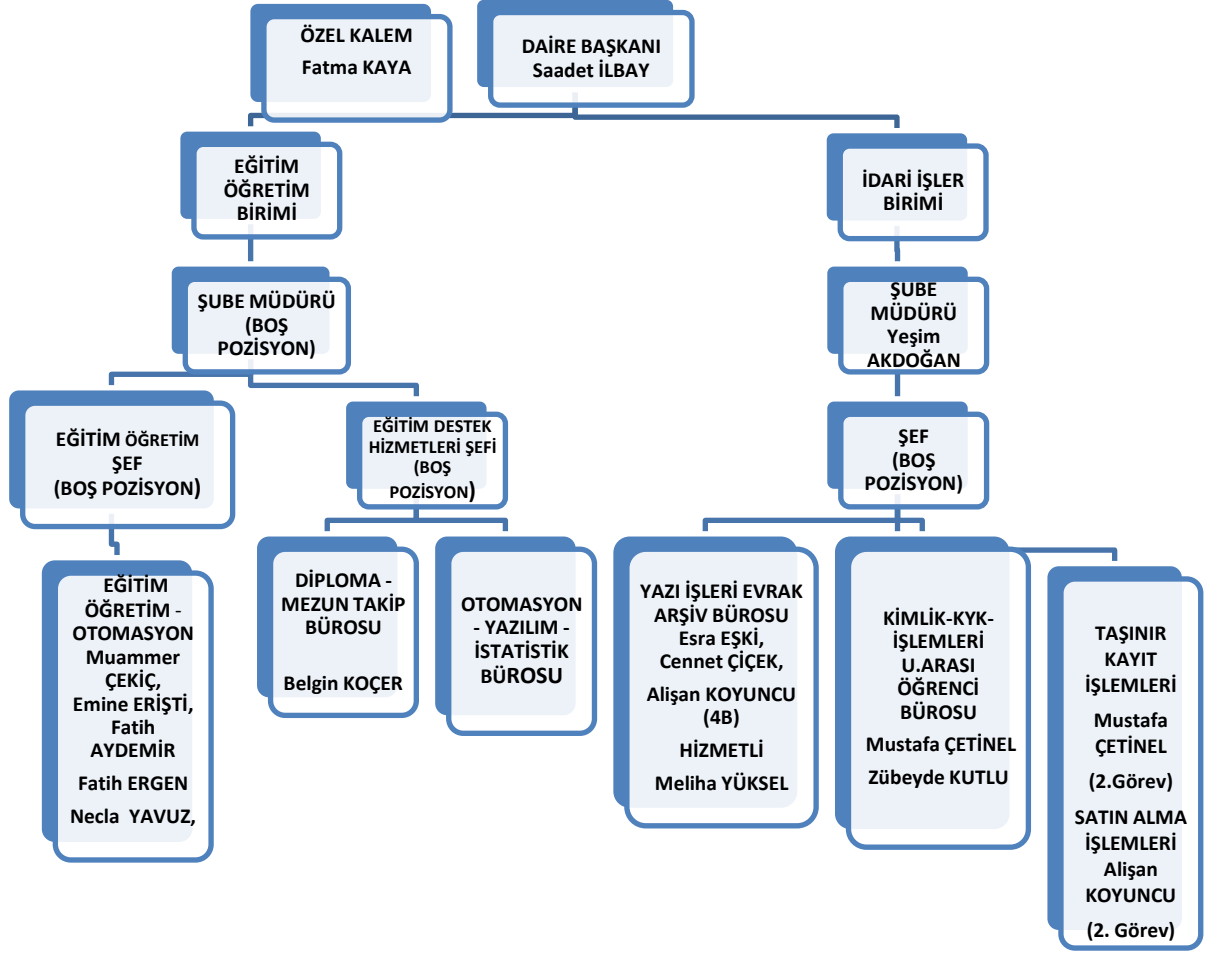 ÖZEL KALEM
Fatma KAYA
DAİRE BAŞKANI
Saadet İLBAY
EĞİTİM
ÖĞRETİM
BİRİMİ
İDARİ İŞLER
BİRİMİ
ŞUBE MÜDÜRÜ
(BOŞ
POZİSYON)
ŞUBE
MÜDÜRÜ
Yeşim
AKDOĞAN
EĞİTİM ÖĞRETİM
ŞEF
(BOŞ POZİSYON)
EĞİTİM DESTEK
HİZMETLERİ ŞEFİ
(BOŞ
POZİSYON)
ŞEF
(BOŞ
POZİSYON)
EĞİTİM
ÖĞRETİM -
OTOMASYON
Muammer
ÇEKİÇ,
Emine ERİŞTİ,
Fatih
AYDEMİR
Fatih ERGEN
Necla YAVUZ,
DİPLOMA -
MEZUN TAKİP
BÜROSU
Belgin KOÇER
OTOMASYON
- YAZILIM -
İSTATİSTİK
BÜROSU
YAZI İŞLERİ EVRAK
ARŞİV BÜROSU
Esra EŞKİ,
Cennet ÇİÇEK,
Alişan KOYUNCU
(4B)
HİZMETLİ
Meliha YÜKSEL
KİMLİK-KYK-
İŞLEMLERİ
U.ARASI
ÖĞRENCİ
BÜROSU
Mustafa ÇETİNEL
Zübeyde KUTLU
TAŞINIR
KAYIT
İŞLEMLERİ
Mustafa
ÇETİNEL
(2.Görev)
SATIN ALMA
İŞLEMLERİ
Alişan
KOYUNCU
(2. Görev)